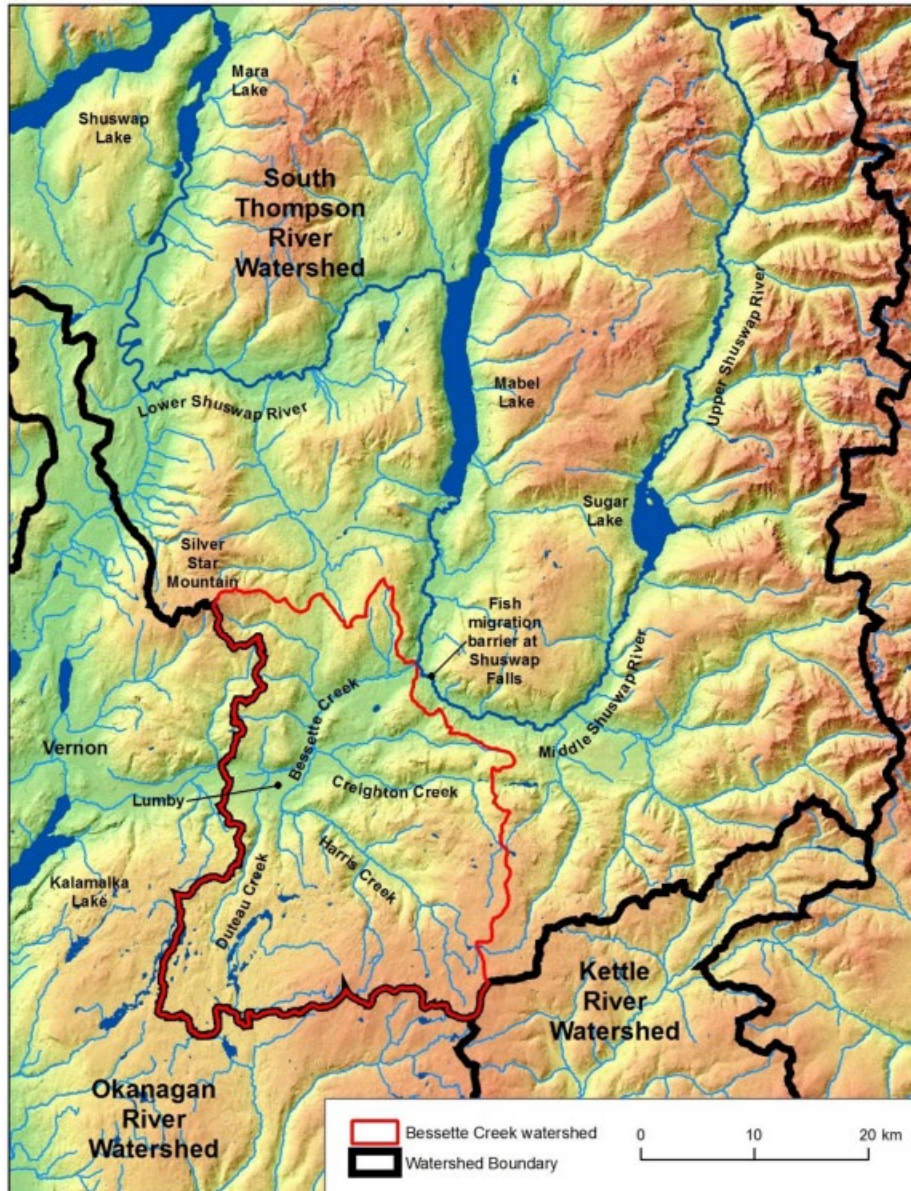 Mara
Lake
Shuswap
Lake
South
Thompson
River
Watershed
Upper Shuswap River
Mabel
Lake
Lower Shuswap River
Sugar
Lake
Silver
Star
Mountain
Fish
migration
barrier at
Shuswap
Falls
Middle Shuswap River
Bessette Creek
Vernon
Lumby
Creighton Creek
Harris Creek
Duteau Creek
Kalamalka
Lake
Kettle
River
Watershed
Okanagan
River
Watershed
Bessette Creek watershed
Watershed Boundary
0 10 20 km